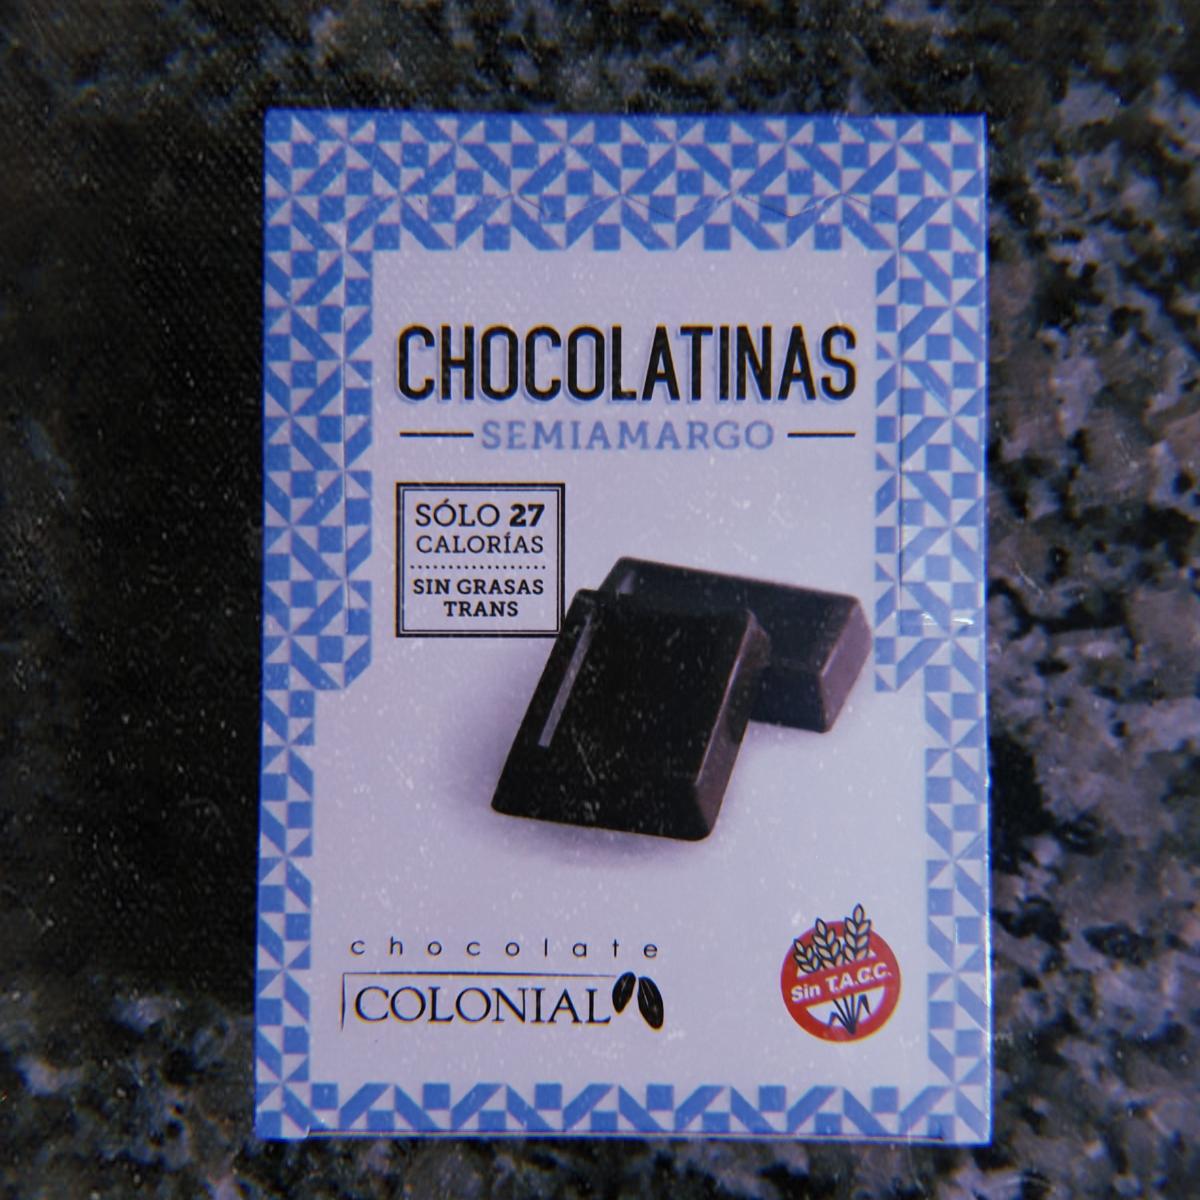 CHOCOLATINAS
SEMIAMARGO
SÓLO 27
CALORÍAS
SIN GRASAS
TRANS
chocolate
COLONIAL
Sin T.A.C.C.